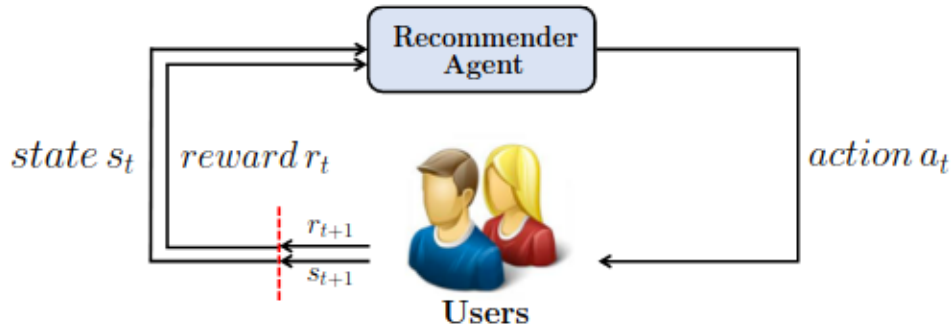 Recommender
Agent
state s_t
reward r_t
action a_t
r_{t+1}
s_{t+1}
Users